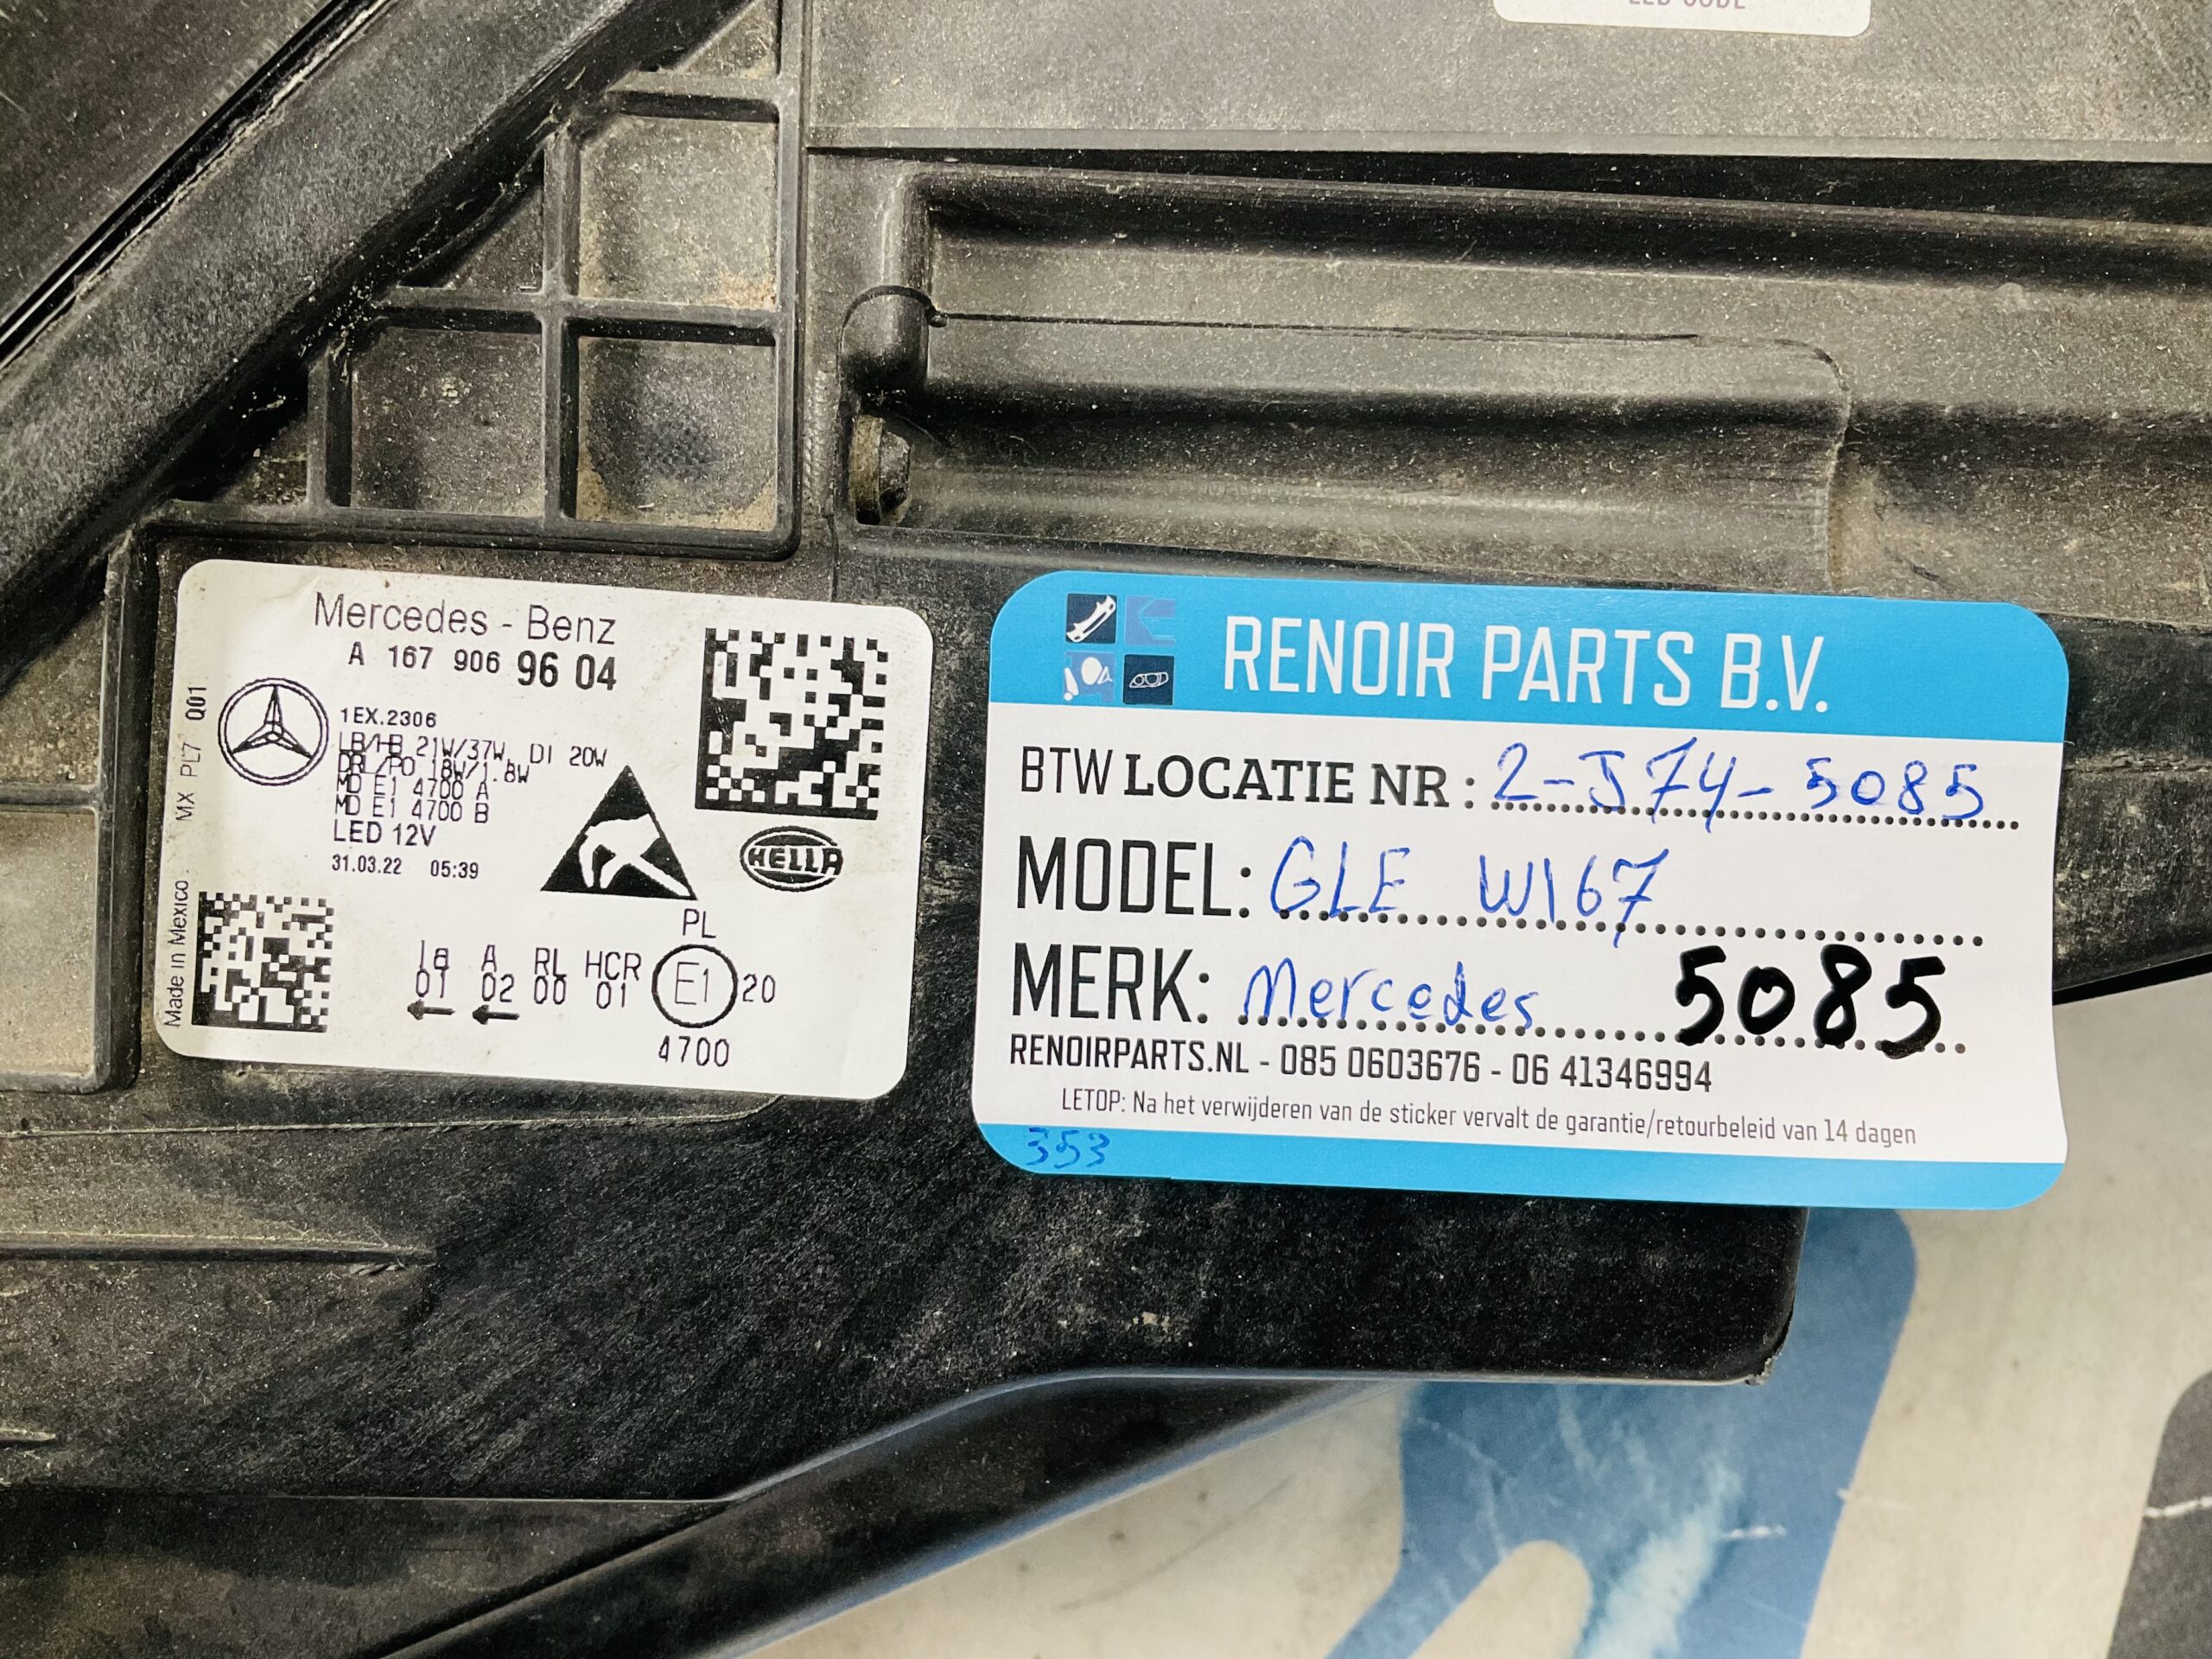 LED CODE
Mercedes - Benz
A 167 906 96 04
MX PL7 Q01
1EX.2306
LB/HB 21W/37W, DI 20W
DRL/PO 18W/1.8W
MD E1 4700 A
MD E1 4700 B
LED 12V
31.03.22 05:39
HELLA
Made in Mexico
PL
Ia A RL HCR E1 20
01 02 00 01
4700
RENOIR PARTS B.V.
BTW LOCATIE NR : 2-J74-5085
MODEL: GLE W167
MERK: Mercedes 5085
RENOIRPARTS.NL - 085 0603676 - 06 41346994
LETOP: Na het verwijderen van de sticker vervalt de garantie/retourbeleid van 14 dagen
353